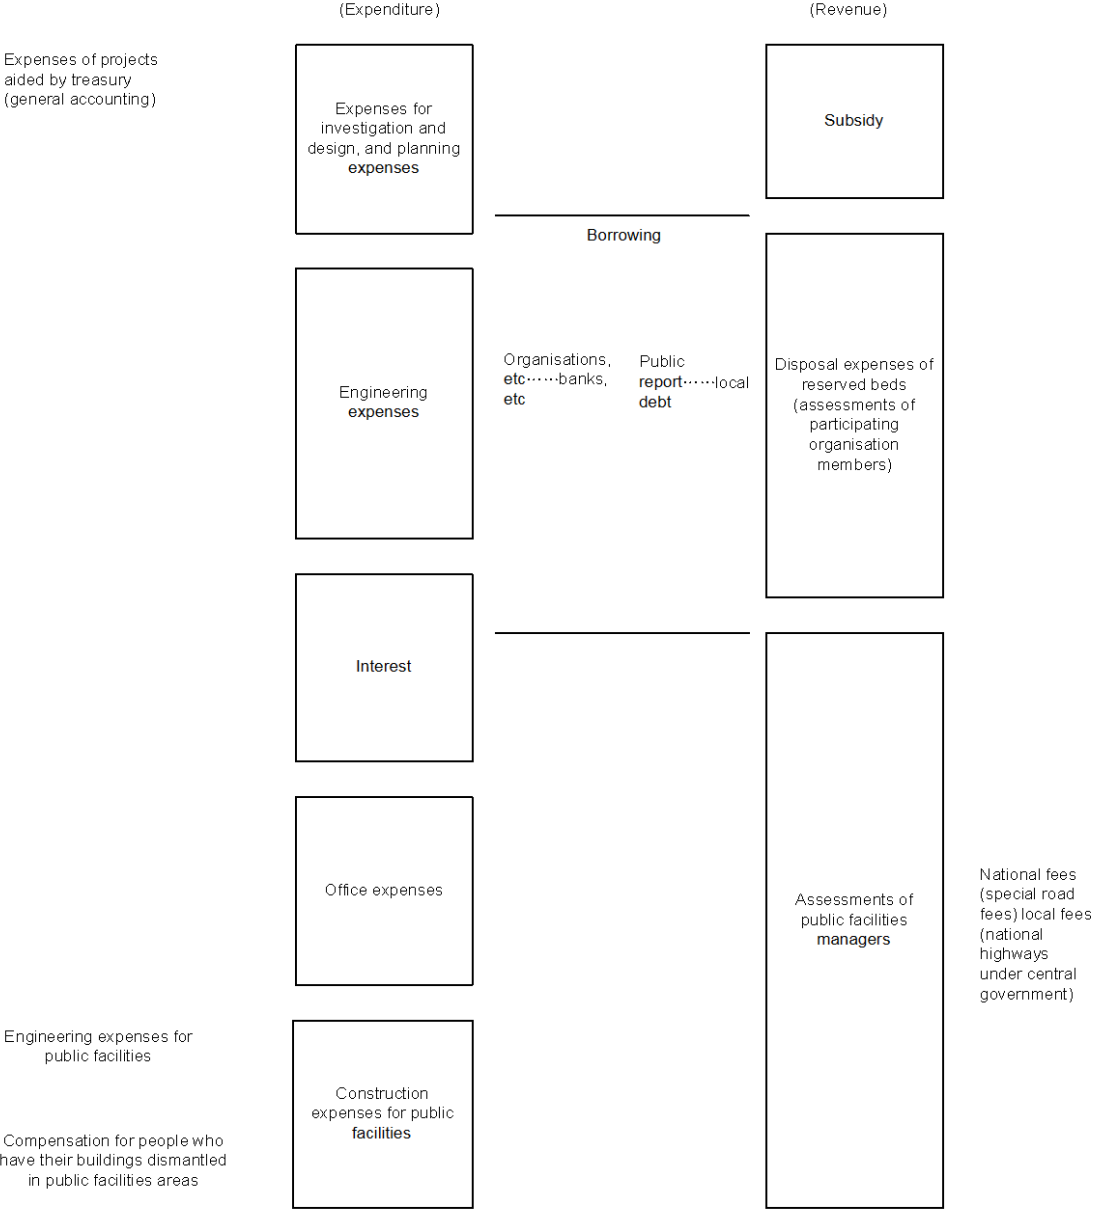 (Expenditure)
(Revenue)
Expenses of projects
aided by treasury
(general accounting)
Expenses for
investigation and
design, and planning
expenses
Subsidy
Borrowing
Engineering
expenses
Organisations,
etc······banks,
etc
Public
report······local
debt
Disposal expenses of
reserved beds
(assessments of
participating
organisation
members)
Interest
Office expenses
Assessments of
public facilities
managers
National fees
(special road
fees) local fees
(national
highways
under central
government)
Engineering expenses for
public facilities
Compensation for people who
have their buildings dismantled
in public facilities areas
Construction
expenses for public
facilities